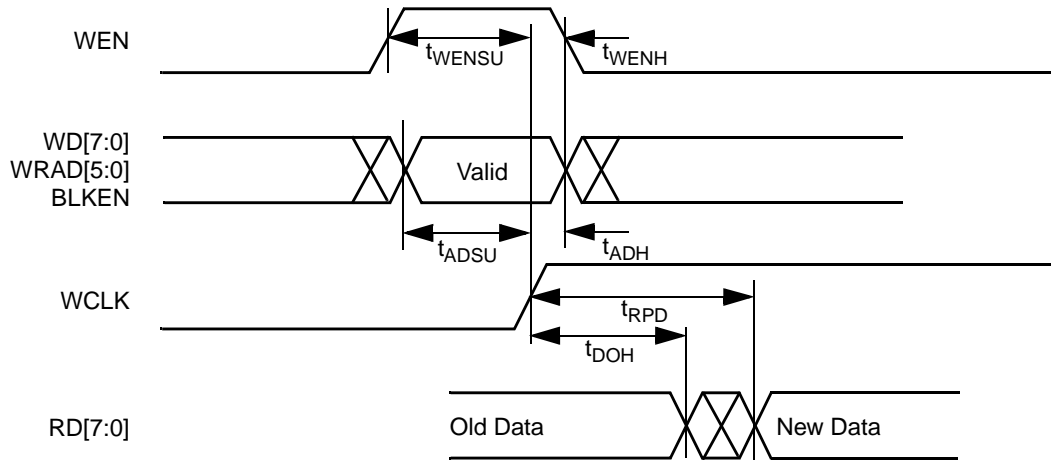 WEN
tWENSU
tWENH
WD[7:0]
WRAD[5:0]
BLKEN
Valid
tADSU
tADH
WCLK
tRPD
tDOH
RD[7:0]
Old Data
New Data